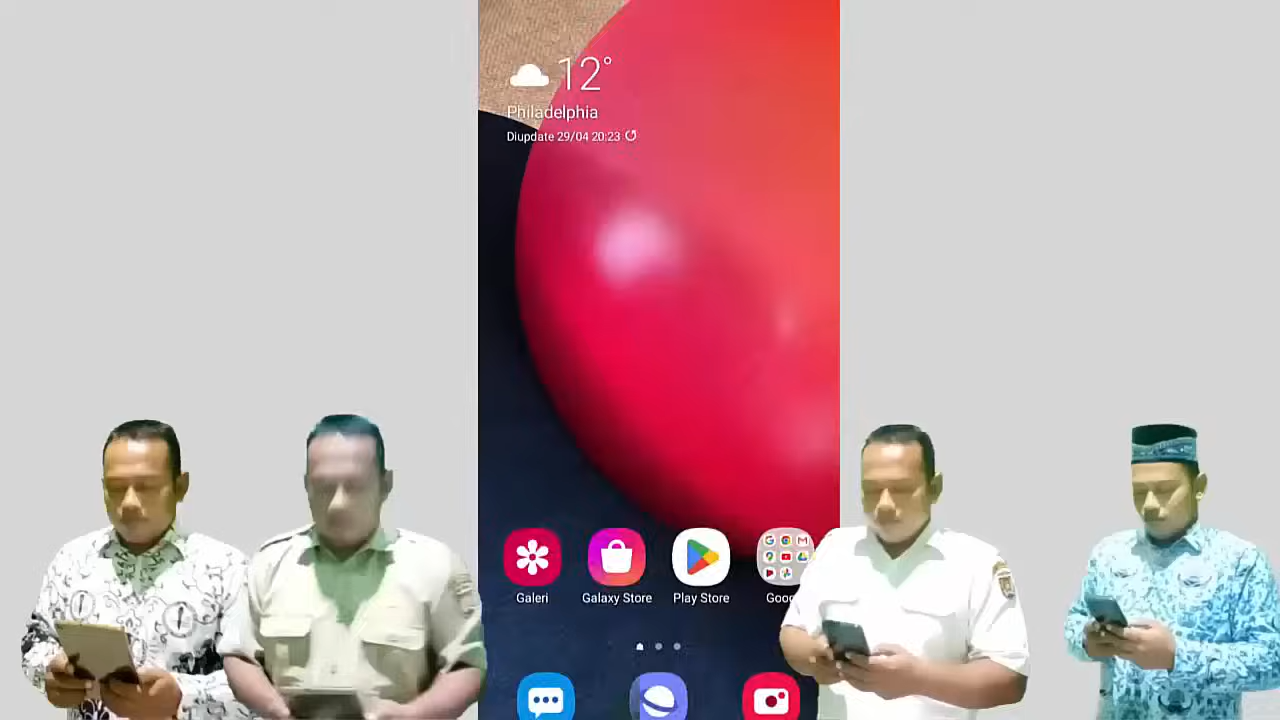 12°
Philadelphia
Diupdate 29/04 20:23
Galeri
Galaxy Store
Play Store